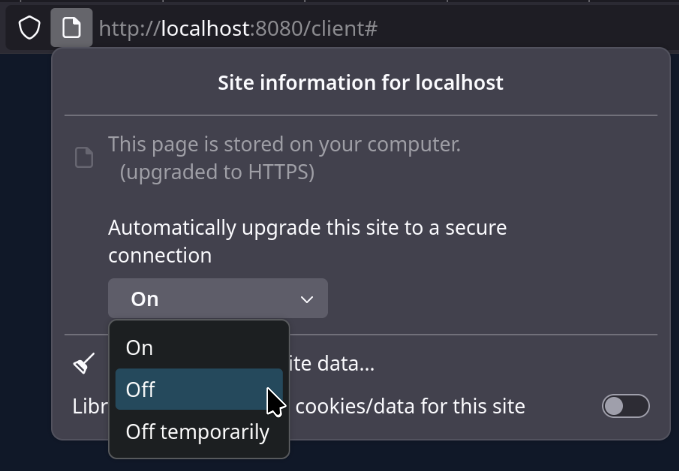 http://localhost:8080/client#
Site information for localhost
This page is stored on your computer.
(upgraded to HTTPS)
Automatically upgrade this site to a secure
connection
On
On
ite data...
Off
Libr cookies/data for this site
Off temporarily